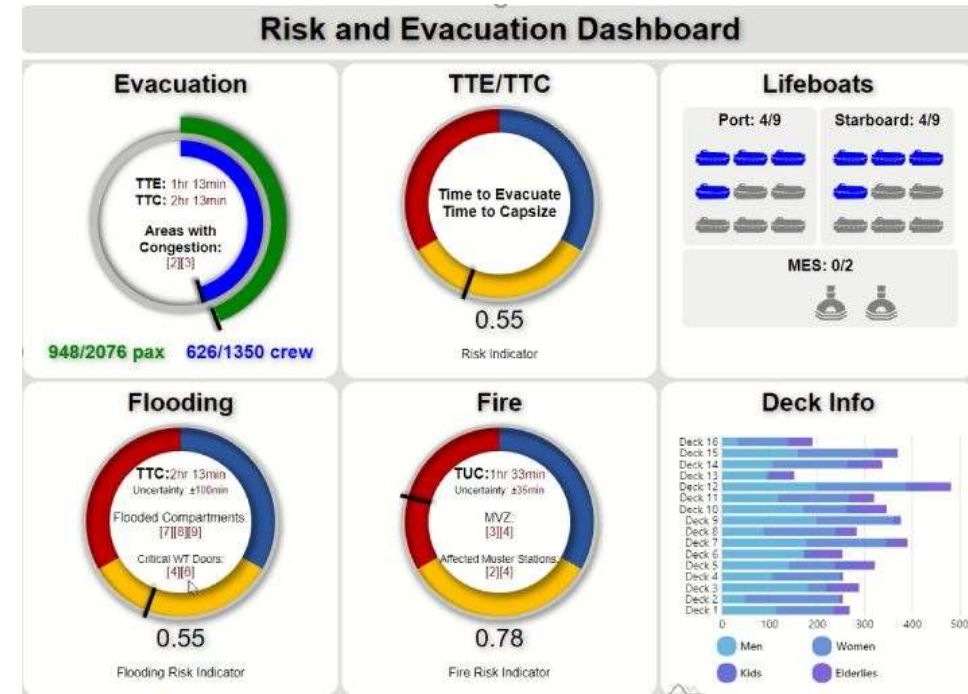 Risk and Evacuation Dashboard
Evacuation
TTE: 1hr 13min
TTC: 2hr 13min
Areas with
Congestion:
[2][3]
948/2076 pax 626/1350 crew
TTE/TTC
Time to Evacuate
Time to Capsize
0.55
Risk Indicator
Lifeboats
Port: 4/9 Starboard: 4/9
MES: 0/2
Flooding
TTC:2hr 13min
Uncertainty: ±100min
Flooded Compartments:
[7][8][9]
Critical WT Doors:
[4][6]
0.55
Flooding Risk Indicator
Fire
TUC:1hr 33min
Uncertainty: ±35min
MVZ:
[3][4]
Affected Muster Stations:
[2][4]
0.78
Fire Risk Indicator
Deck Info
Deck 16
Deck 15
Deck 14
Deck 13
Deck 12
Deck 11
Deck 10
Deck 9
Deck 8
Deck 7
Deck 6
Deck 5
Deck 4
Deck 3
Deck 2
Deck 1
0 100 200 300 400 500
Men Women
Kids Elderlies